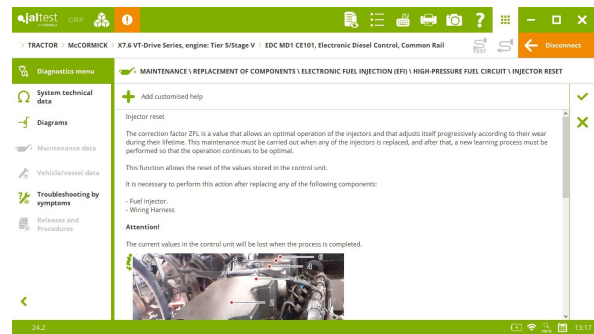 jaltest GRP
> TRACTOR > McCORMICK > X7.6 VT-Drive Series, engine: Tier 5/Stage V > EDC MD1 CE101, Electronic Diesel Control, Common Rail
TEST
Disconnect
Diagnostics menu
MAINTENANCE \ REPLACEMENT OF COMPONENTS \ ELECTRONIC FUEL INJECTION (EFI) \ HIGH-PRESSURE FUEL CIRCUIT \ INJECTOR RESET
System technical
data
Diagrams
Maintenance data
Vehicle/vessel data
Troubleshooting by
symptoms
Releases and
Procedures
Add customised help
Injector reset
The correction factor ZFL is a value that allows an optimal operation of the injectors and that adjusts itself progressively according to their wear
during their lifetime. This maintenance must be carried out when any of the injectors is replaced, and after that, a new learning process must be
performed so that the operation continues to be optimal.
This function allows the reset of the values stored in the control unit.
It is necessary to perform this action after replacing any of the following components:
- Fuel injector.
- Wiring Harness
Attention!
The current values in the control unit will be lost when the process is completed.
6
4
2
24.2
100%
13:17